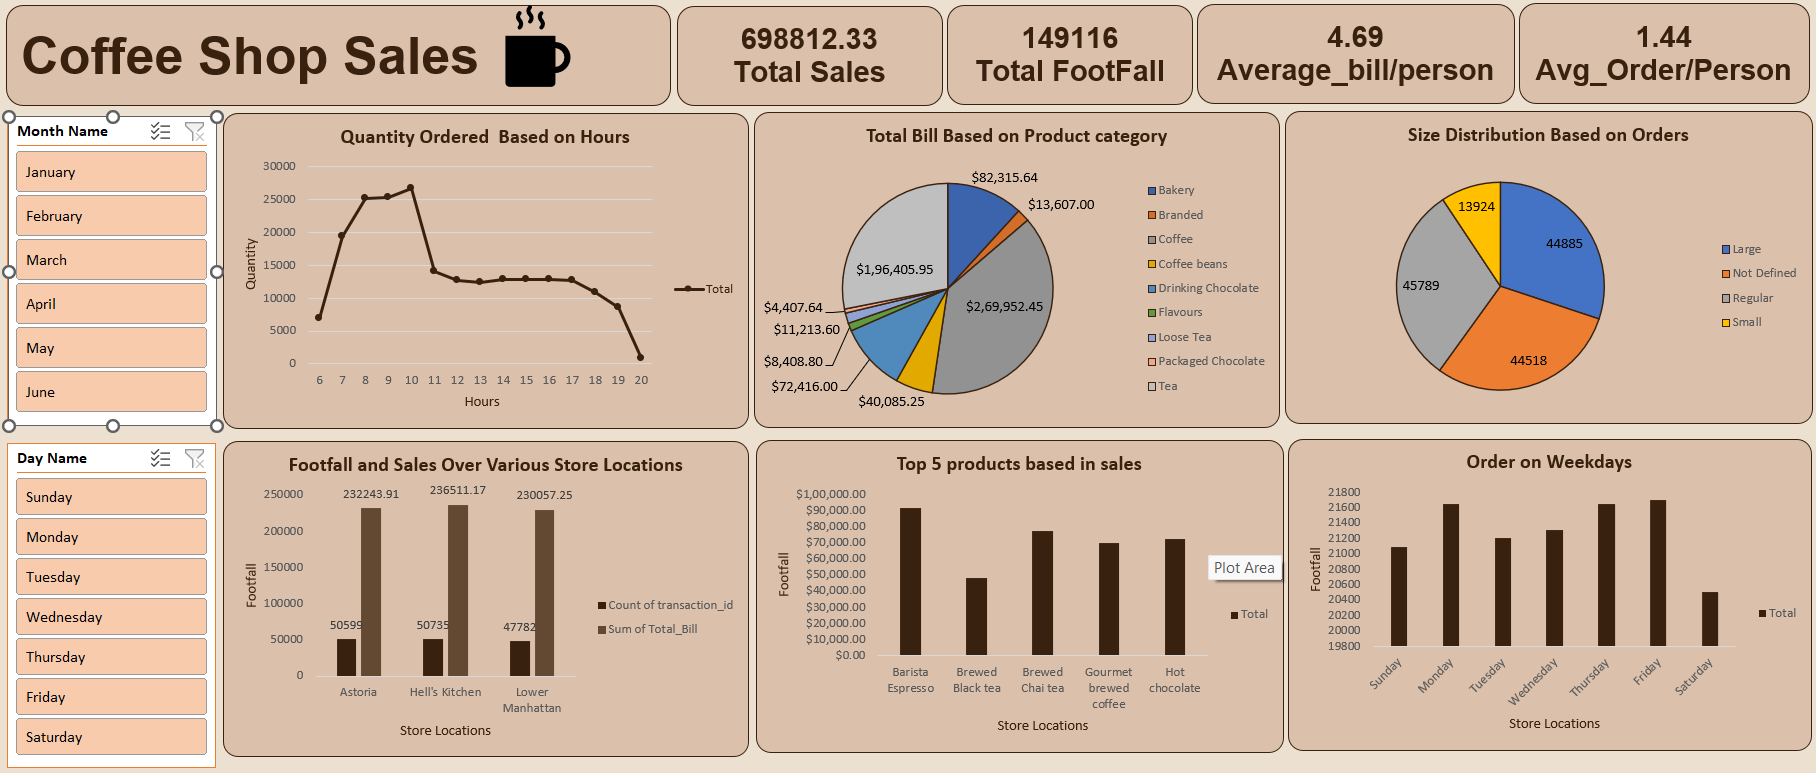 Coffee Shop Sales
698812.33
Total Sales
149116
Total FootFall
4.69
Average_bill/person
1.44
Avg_Order/Person
Month Name
January
February
March
April
May
June
Quantity Ordered  Based on Hours
30000
25000
20000
15000
10000
5000
0
Quantity
6 7 8 9 10 11 12 13 14 15 16 17 18 19 20
Hours
Total
Total Bill Based on Product category
$82,315.64
$13,607.00
$2,69,952.45
$40,085.25
$72,416.00
$8,408.80
$11,213.60
$4,407.64
$1,96,405.95
Bakery
Branded
Coffee
Coffee beans
Drinking Chocolate
Flavours
Loose Tea
Packaged Chocolate
Tea
Size Distribution Based on Orders
13924
44885
45789
44518
Large
Not Defined
Regular
Small
Day Name
Sunday
Monday
Tuesday
Wednesday
Thursday
Friday
Saturday
Footfall and Sales Over Various Store Locations
250000
200000
150000
100000
50000
0
Footfall
232243.91
236511.17
230057.25
50599
50735
47782
Astoria
Hell's Kitchen
Lower
Manhattan
Store Locations
Count of transaction_id
Sum of Total_Bill
Top 5 products based in sales
$1,00,000.00
$90,000.00
$80,000.00
$70,000.00
$60,000.00
$50,000.00
$40,000.00
$30,000.00
$20,000.00
$10,000.00
$0.00
Footfall
Barista
Espresso
Brewed
Black tea
Brewed
Chai tea
Gourmet
brewed
coffee
Hot
chocolate
Store Locations
Plot Area
Total
Order on Weekdays
21800
21600
21400
21200
21000
20800
20600
20400
20200
20000
19800
Footfall
Sunday
Monday
Tuesday
Wednesday
Thursday
Friday
Saturday
Store Locations
Total